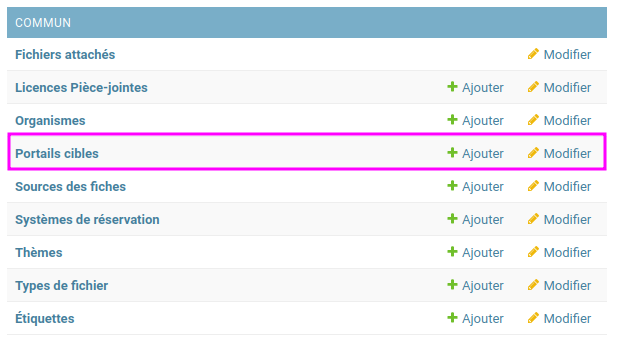 COMMUN
Fichiers attachés Modifier
Licences Pièce-jointes Ajouter Modifier
Organismes Ajouter Modifier
Portails cibles Ajouter Modifier
Sources des fiches Ajouter Modifier
Systèmes de réservation Ajouter Modifier
Thèmes Ajouter Modifier
Types de fichier Ajouter Modifier
Étiquettes Ajouter Modifier